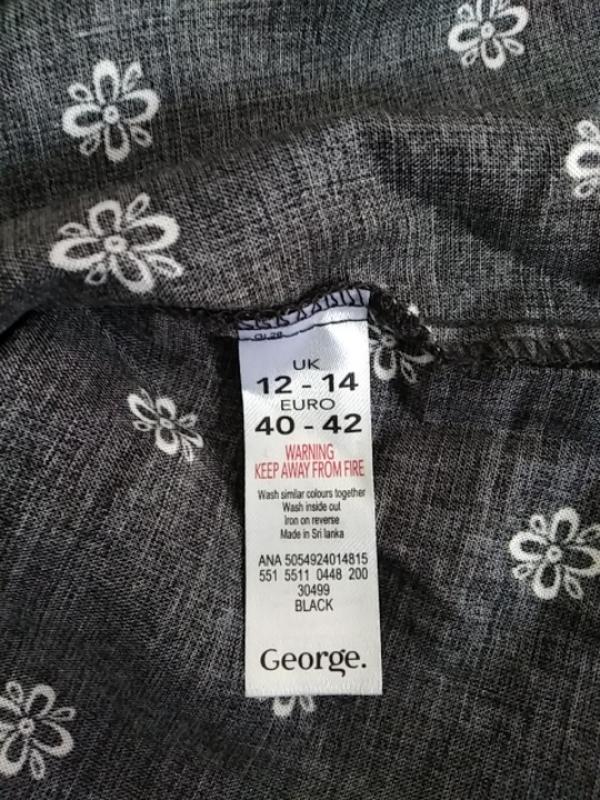 UK
12 - 14
EURO
40 - 42
WARNING
KEEP AWAY FROM FIRE
Wash similar colours together
Wash inside out
Iron on reverse
Made in Sri lanka
ANA 5054924014815
551 5511 0448 200
30499
BLACK
George.